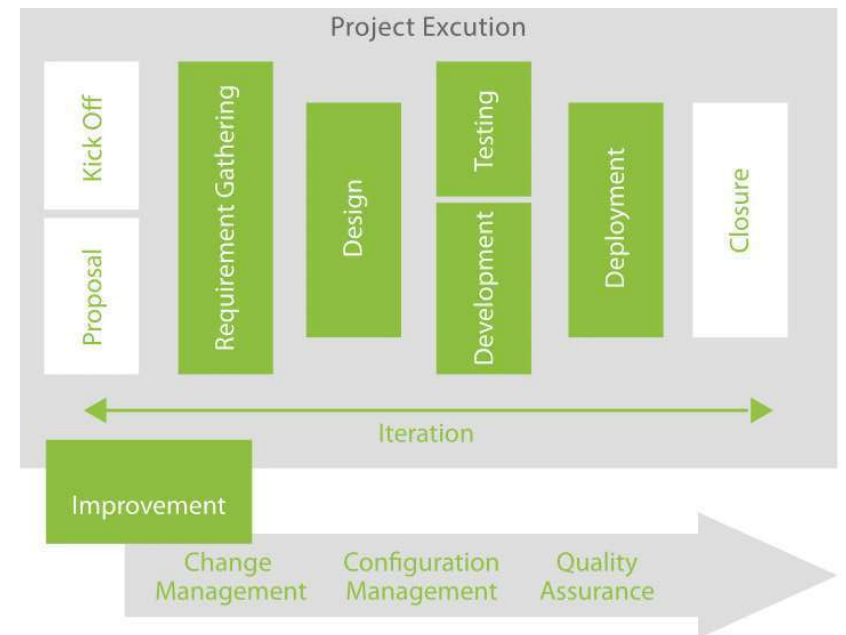 Project Excution
Kick Off
Proposal
Requirement Gathering
Design
Testing
Development
Deployment
Closure
Iteration
Improvement
Change
Management
Configuration
Management
Quality
Assurance